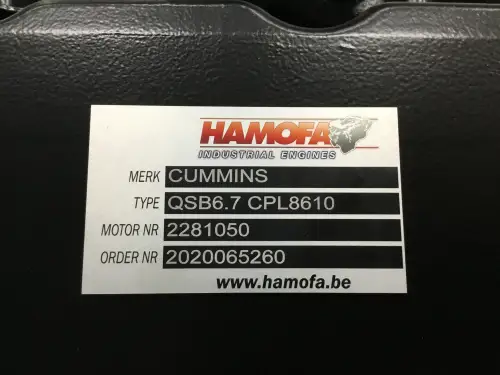 HAMOFA
INDUSTRIAL ENGINES
MERK CUMMINS
TYPE QSB6.7 CPL8610
MOTOR NR 2281050
ORDER NR 2020065260
www.hamofa.be